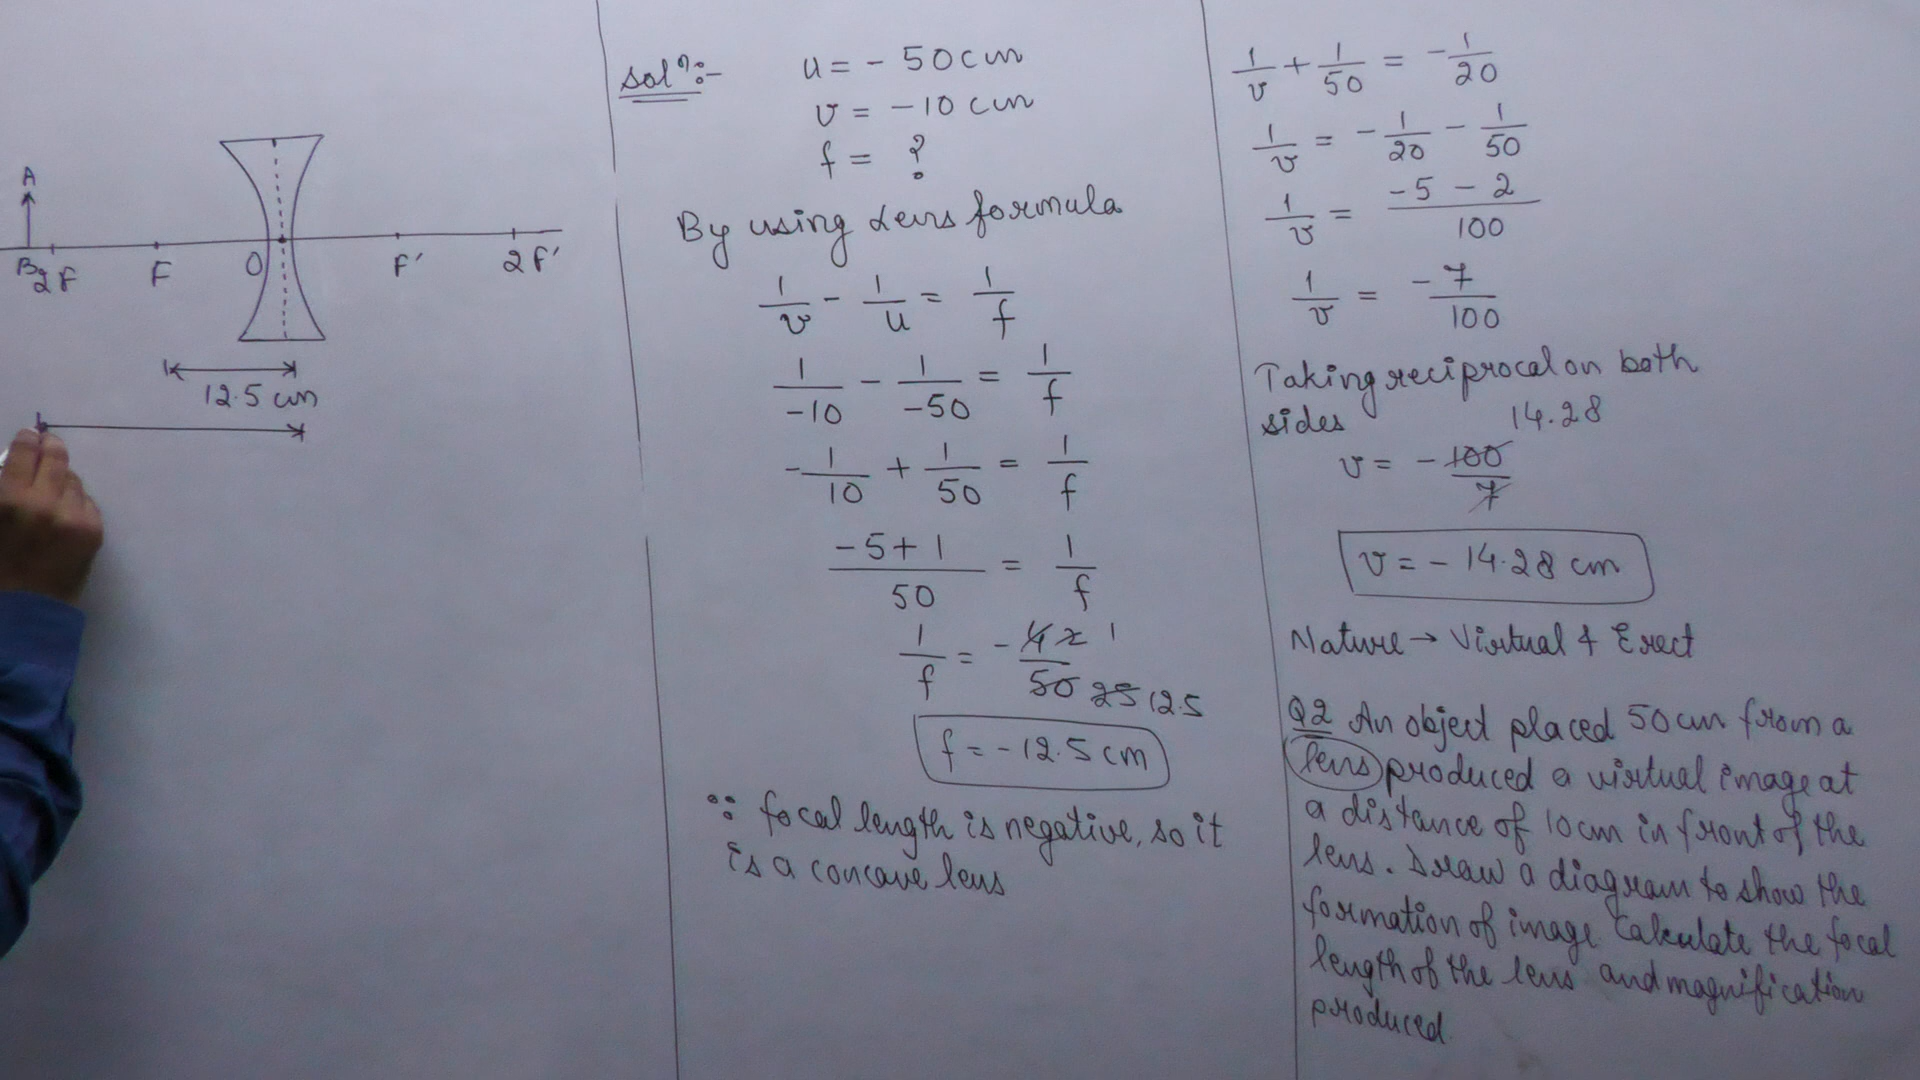 A
B 2F F O F' 2F'
12.5 cm
Solⁿ:-
u = - 50 cm
v = - 10 cm
f = ?
By using Lens formula
1/v - 1/u = 1/f
1/-10 - 1/-50 = 1/f
-1/10 + 1/50 = 1/f
-5+1/50 = 1/f
1/f = - 4 2 1/50 25 12.5
f = - 12.5 cm
∵ focal length is negative, so it
is a concave lens
1/v + 1/50 = - 1/20
1/v = - 1/20 - 1/50
1/v = -5 - 2/100
1/v = - 7/100
Taking reciprocal on both
sides 14.28
v = - 100/7
v = - 14.28 cm
Nature → Virtual & Erect
Q2 An object placed 50 cm from a
lens produced a virtual image at
a distance of 10 cm in front of the
lens. Draw a diagram to show the
formation of image. Calculate the focal
length of the lens and magnification
produced.